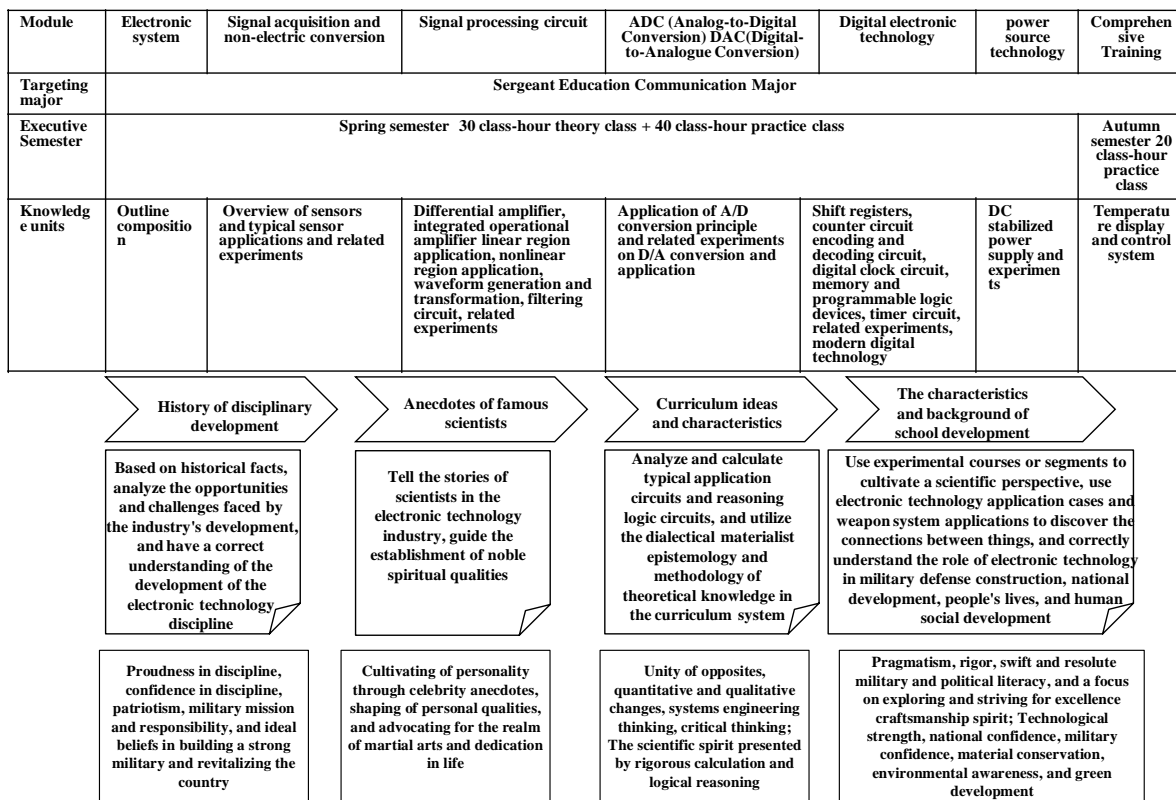 Module
Electronic
system
Signal acquisition and
non-electric conversion
Signal processing circuit
ADC (Analog-to-Digital
Conversion) DAC(Digital-
to-Analogue Conversion)
Digital electronic
technology
power
source
technology
Comprehen
sive
Training
Targeting
major
Sergeant Education Communication Major
Executive
Semester
Spring semester 30 class-hour theory class + 40 class-hour practice class
Autumn
semester 20
class-hour
practice
class
Knowledg
e units
Outline
compositio
n
Overview of sensors
and typical sensor
applications and related
experiments
Differential amplifier,
integrated operational
amplifier linear region
application, nonlinear
region application,
waveform generation and
transformation, filtering
circuit, related
experiments
Application of A/D
conversion principle
and related experiments
on D/A conversion and
application
Shift registers,
counter circuit
encoding and
decoding circuit,
digital clock circuit,
memory and
programmable logic
devices, timer circuit,
related experiments,
modern digital
technology
DC
stabilized
power
supply and
experimen
ts
Temperatu
re display
and control
system
History of disciplinary
development
Anecdotes of famous
scientists
Curriculum ideas
and characteristics
The characteristics
and background of
school development
Based on historical facts,
analyze the opportunities
and challenges faced by
the industry's development,
and have a correct
understanding of the
development of the
electronic technology
discipline
Tell the stories of
scientists in the
electronic technology
industry, guide the
establishment of noble
spiritual qualities
Analyze and calculate
typical application
circuits and reasoning
logic circuits, and utilize
the dialectical materialist
epistemology and
methodology of
theoretical knowledge in
the curriculum system
Use experimental courses or segments to
cultivate a scientific perspective, use
electronic technology application cases and
weapon system applications to discover the
connections between things, and correctly
understand the role of electronic technology
in military defense construction, national
development, people's lives, and human
social development
Proudness in discipline,
confidence in discipline,
patriotism, military mission
and responsibility, and ideal
beliefs in building a strong
military and revitalizing the
country
Cultivating of personality
through celebrity anecdotes,
shaping of personal qualities,
and advocating for the realm
of martial arts and dedication
in life
Unity of opposites,
quantitative and qualitative
changes, systems engineering
thinking, critical thinking;
The scientific spirit presented
by rigorous calculation and
logical reasoning
Pragmatism, rigor, swift and resolute
military and political literacy, and a focus
on exploring and striving for excellence
craftsmanship spirit; Technological
strength, national confidence, military
confidence, material conservation,
environmental awareness, and green
development